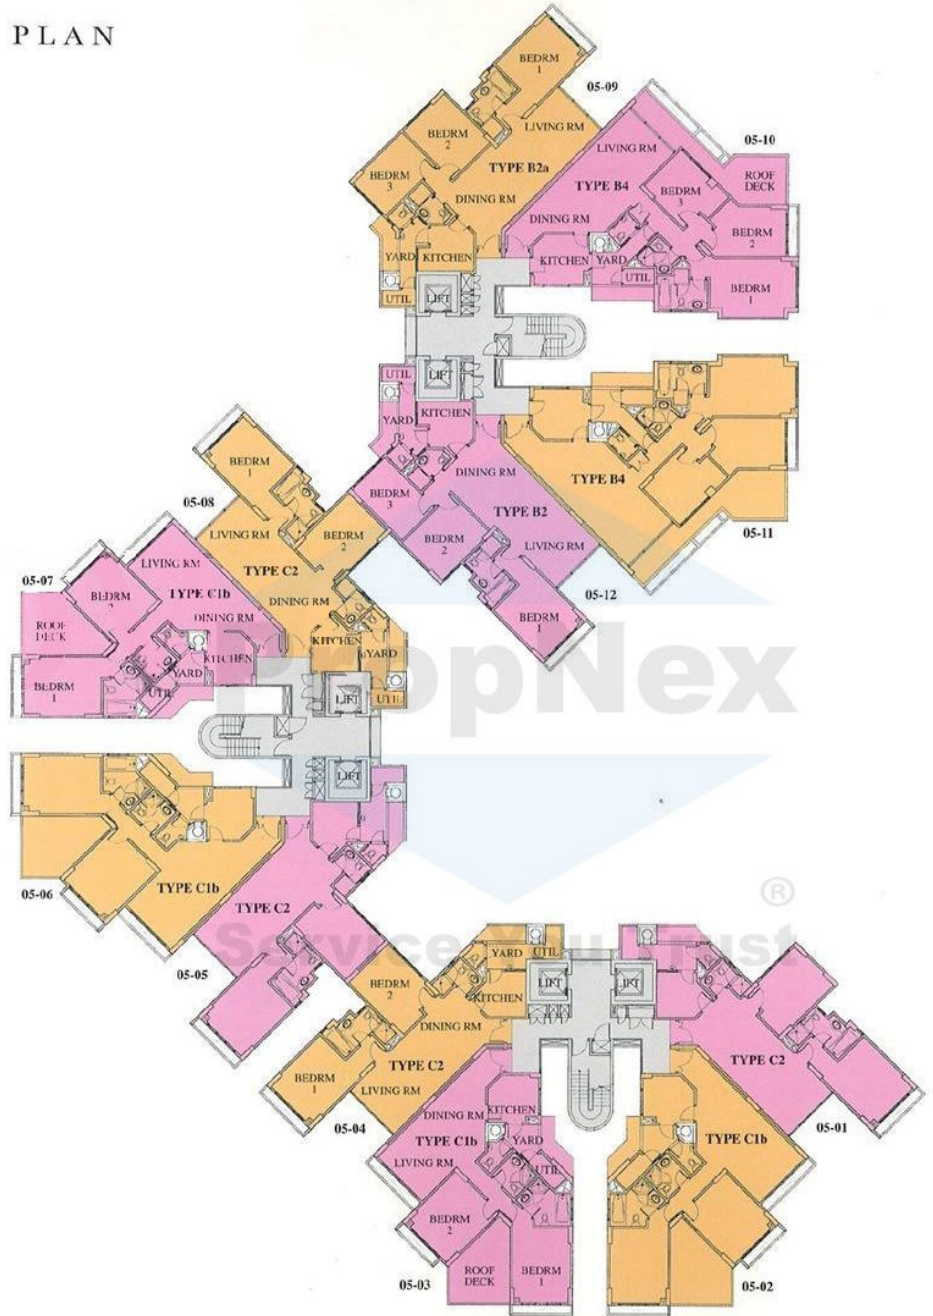 PLAN
BEDRM
1
05-09
LIVING RM
BEDRM
2
TYPE B2a
BEDRM
3
DINING RM
YARD
KITCHEN
UTIL
LIFT
05-10
LIVING RM
ROOF
DECK
TYPE B4
BEDRM
3
DINING RM
BEDRM
2
KITCHEN
YARD
UTIL
BEDRM
1
LIFT
UTIL
YARD
KITCHEN
DINING RM
BEDRM
3
TYPE B2
BEDRM
2
LIVING RM
BEDRM
1
05-12
TYPE B4
05-11
BEDRM
1
05-08
LIVING RM
BEDRM
2
TYPE C2
DINING RM
KITCHEN
YARD
UTIL
LIFT
05-07
LIVING RM
BEDRM
2
TYPE C1b
ROOF
DECK
DINING RM
KITCHEN
YARD
BEDRM
1
UTIL
PropNex
®
Service You Trust
LIFT
05-06
TYPE C1b
TYPE C2
05-05
YARD
UTIL
BEDRM
2
KITCHEN
LIFT
LIFT
DINING RM
TYPE C2
BEDRM
1
LIVING RM
05-04
DINING RM
KITCHEN
TYPE C1b
YARD
LIVING RM
UTIL
BEDRM
2
ROOF
DECK
BEDRM
1
05-03
TYPE C2
05-01
TYPE C1b
05-02